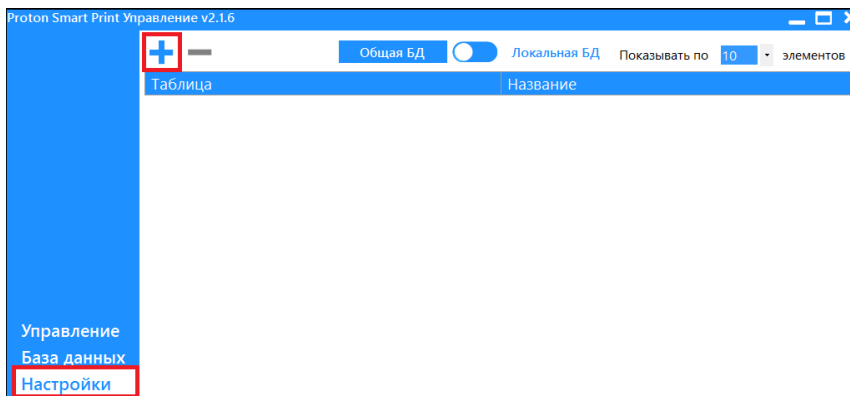 Proton Smart Print Управление v2.1.6
Общая БД Локальная БД Показывать по 10 элементов
Таблица Название
Управление
База данных
Настройки